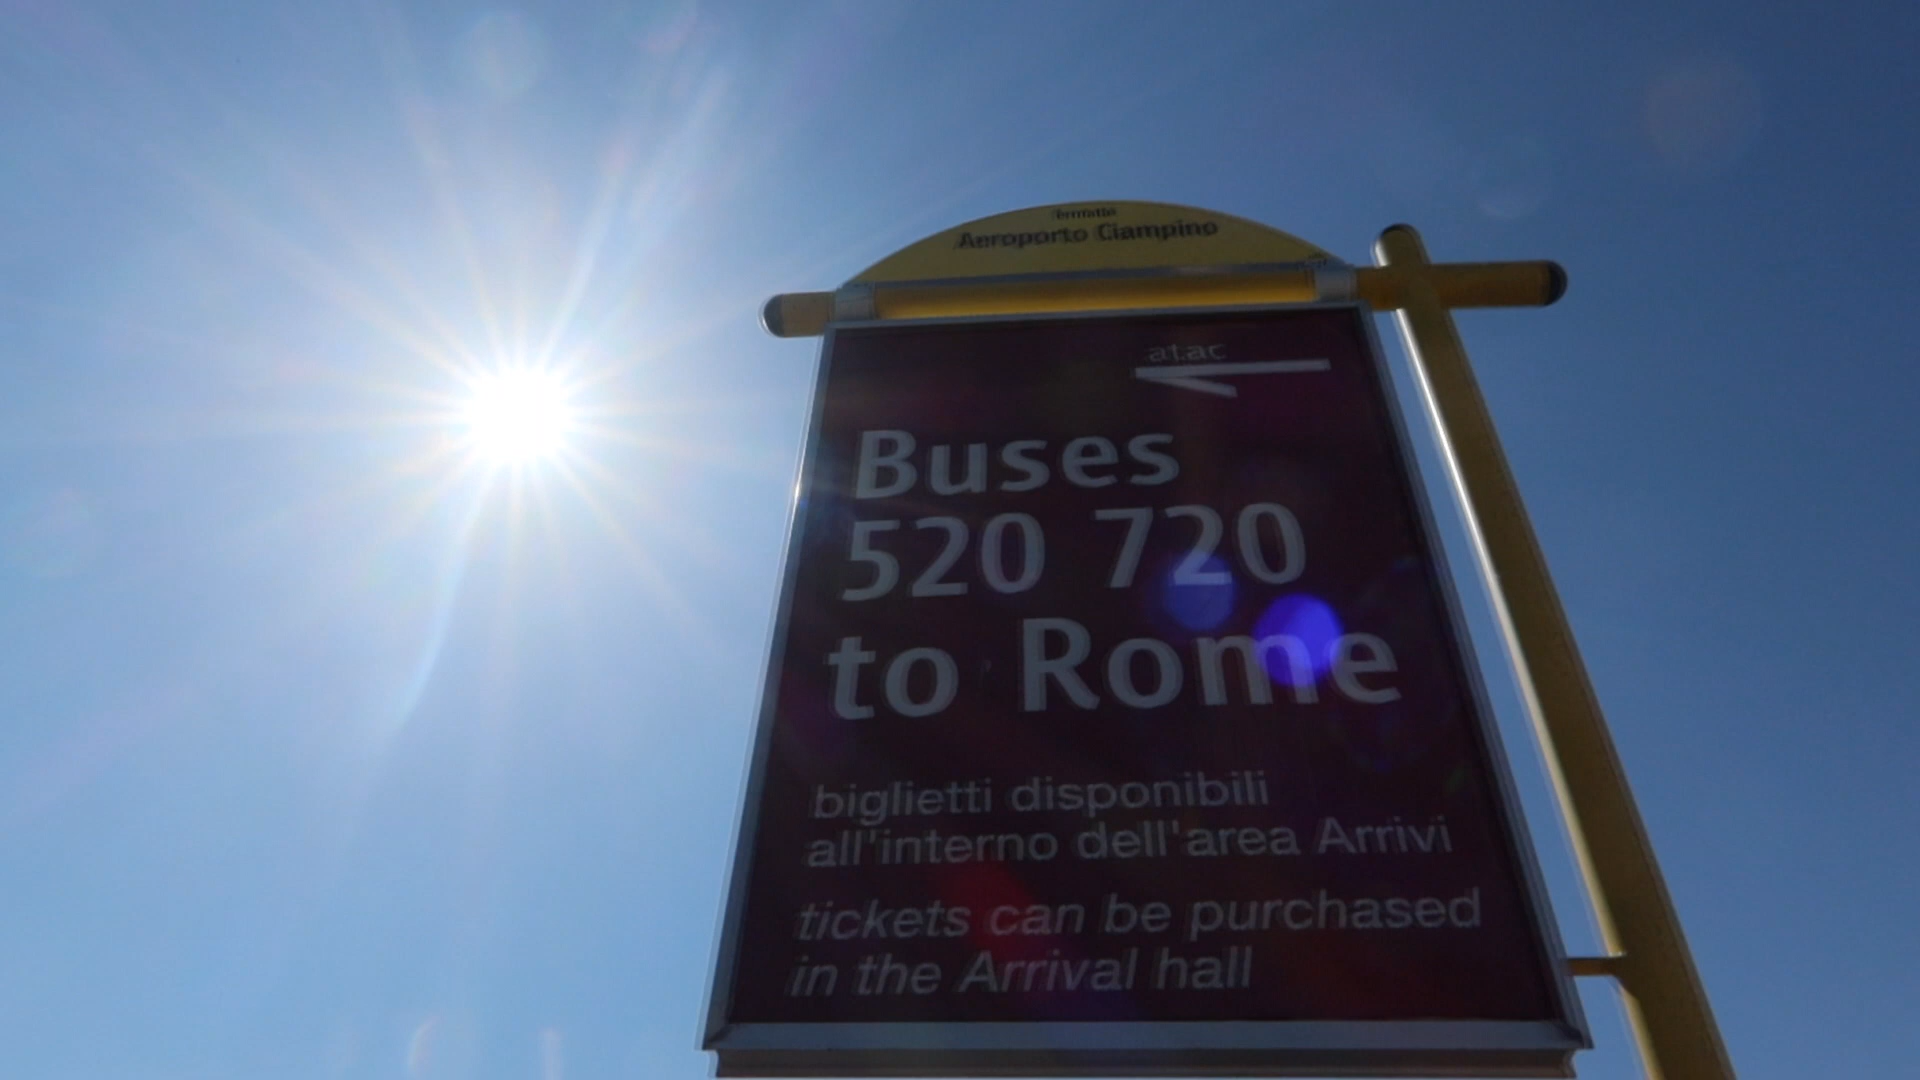 fermata
Aeroporto Ciampino
atac
Buses
520 720
to Rome
biglietti disponibili
all'interno dell'area Arrivi
tickets can be purchased
in the Arrival hall